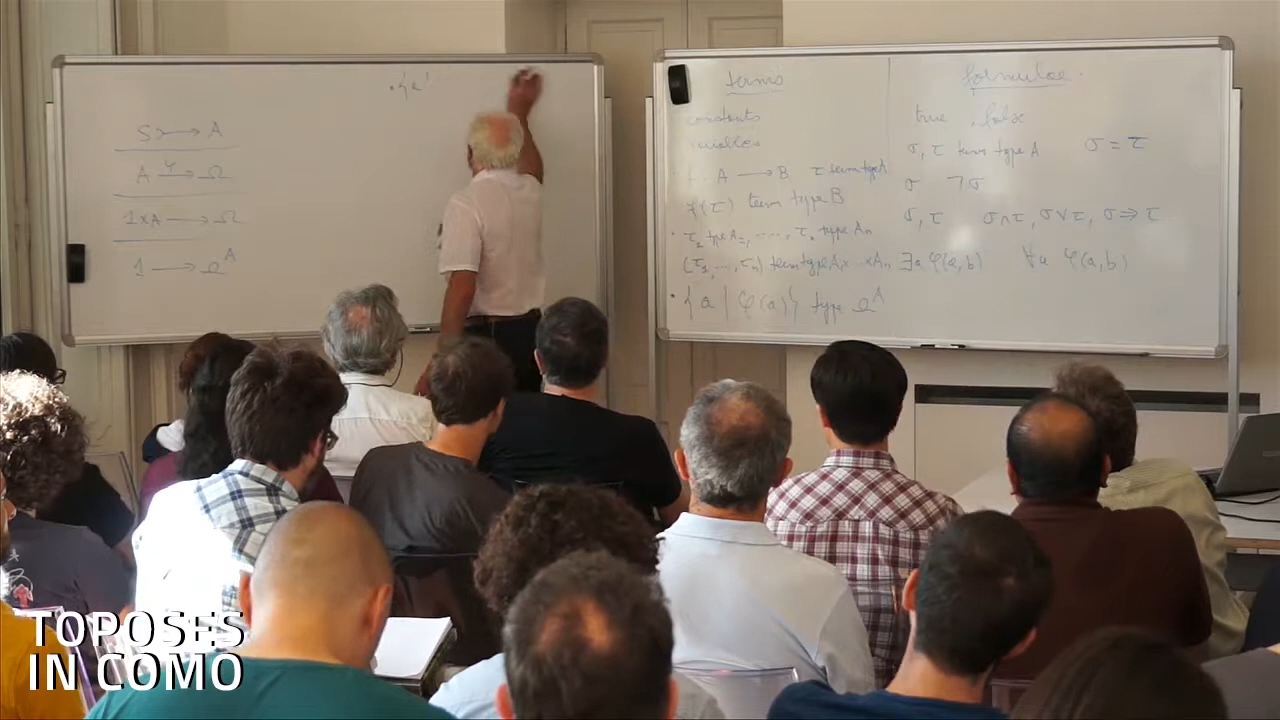 S ↣ A
A —φ→ Ω
1×A ⟶ Ω
1 ⟶ Ω^A
• {a
terms
constants
variables
f: A ⟶ B   τ term type A
f(τ) term type B
• τ₁ type A₁, ....., τₙ type Aₙ
(τ₁, ..., τₙ) term type A₁× ×Aₙ
• {a | φ(a)} type Ω^A
formulae
true, false
σ, τ term type A   σ = τ
σ   ¬σ
σ, τ   σ∧τ, σ∨τ, σ⇒τ
∃a φ(a,b)   ∀a φ(a,b)
TOPOSES
IN COMO